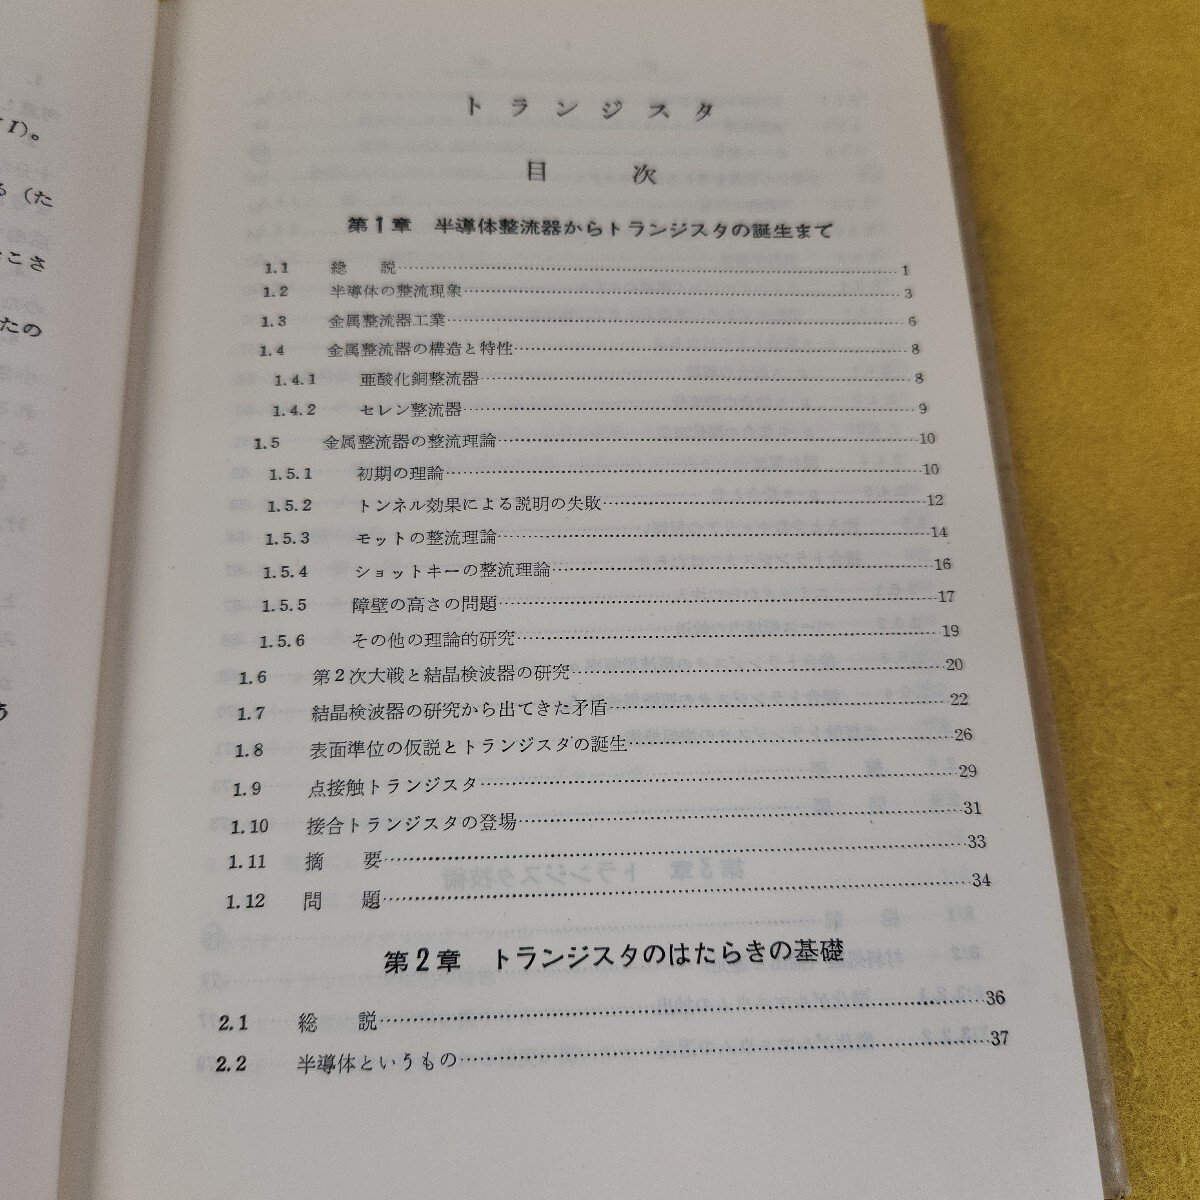 I)。
る（た
こさ
たの
う
トランジスタ
目次
第1章 半導体整流器からトランジスタの誕生まで
1.1 総説 1
1.2 半導体の整流現象 3
1.3 金属整流器工業 6
1.4 金属整流器の構造と特性 8
1.4.1 亜酸化銅整流器 8
1.4.2 セレン整流器 9
1.5 金属整流器の整流理論 10
1.5.1 初期の理論 10
1.5.2 トンネル効果による説明の失敗 12
1.5.3 モットの整流理論 14
1.5.4 ショットキーの整流理論 16
1.5.5 障壁の高さの問題 17
1.5.6 その他の理論的研究 19
1.6 第2次大戦と結晶検波器の研究 20
1.7 結晶検波器の研究から出てきた矛盾 22
1.8 表面準位の仮説とトランジスタの誕生 26
1.9 点接触トランジスタ 29
1.10 接合トランジスタの登場 31
1.11 摘要 33
1.12 問題 34
第2章 トランジスタのはたらきの基礎
2.1 総説 36
2.2 半導体というもの 37